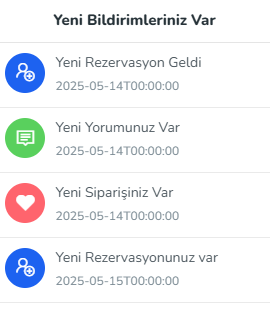 Yeni Bildirimleriniz Var
Yeni Rezervasyon Geldi
2025-05-14T00:00:00
Yeni Yorumunuz Var
2025-05-14T00:00:00
Yeni Siparişiniz Var
2025-05-14T00:00:00
Yeni Rezervasyonunuz var
2025-05-15T00:00:00